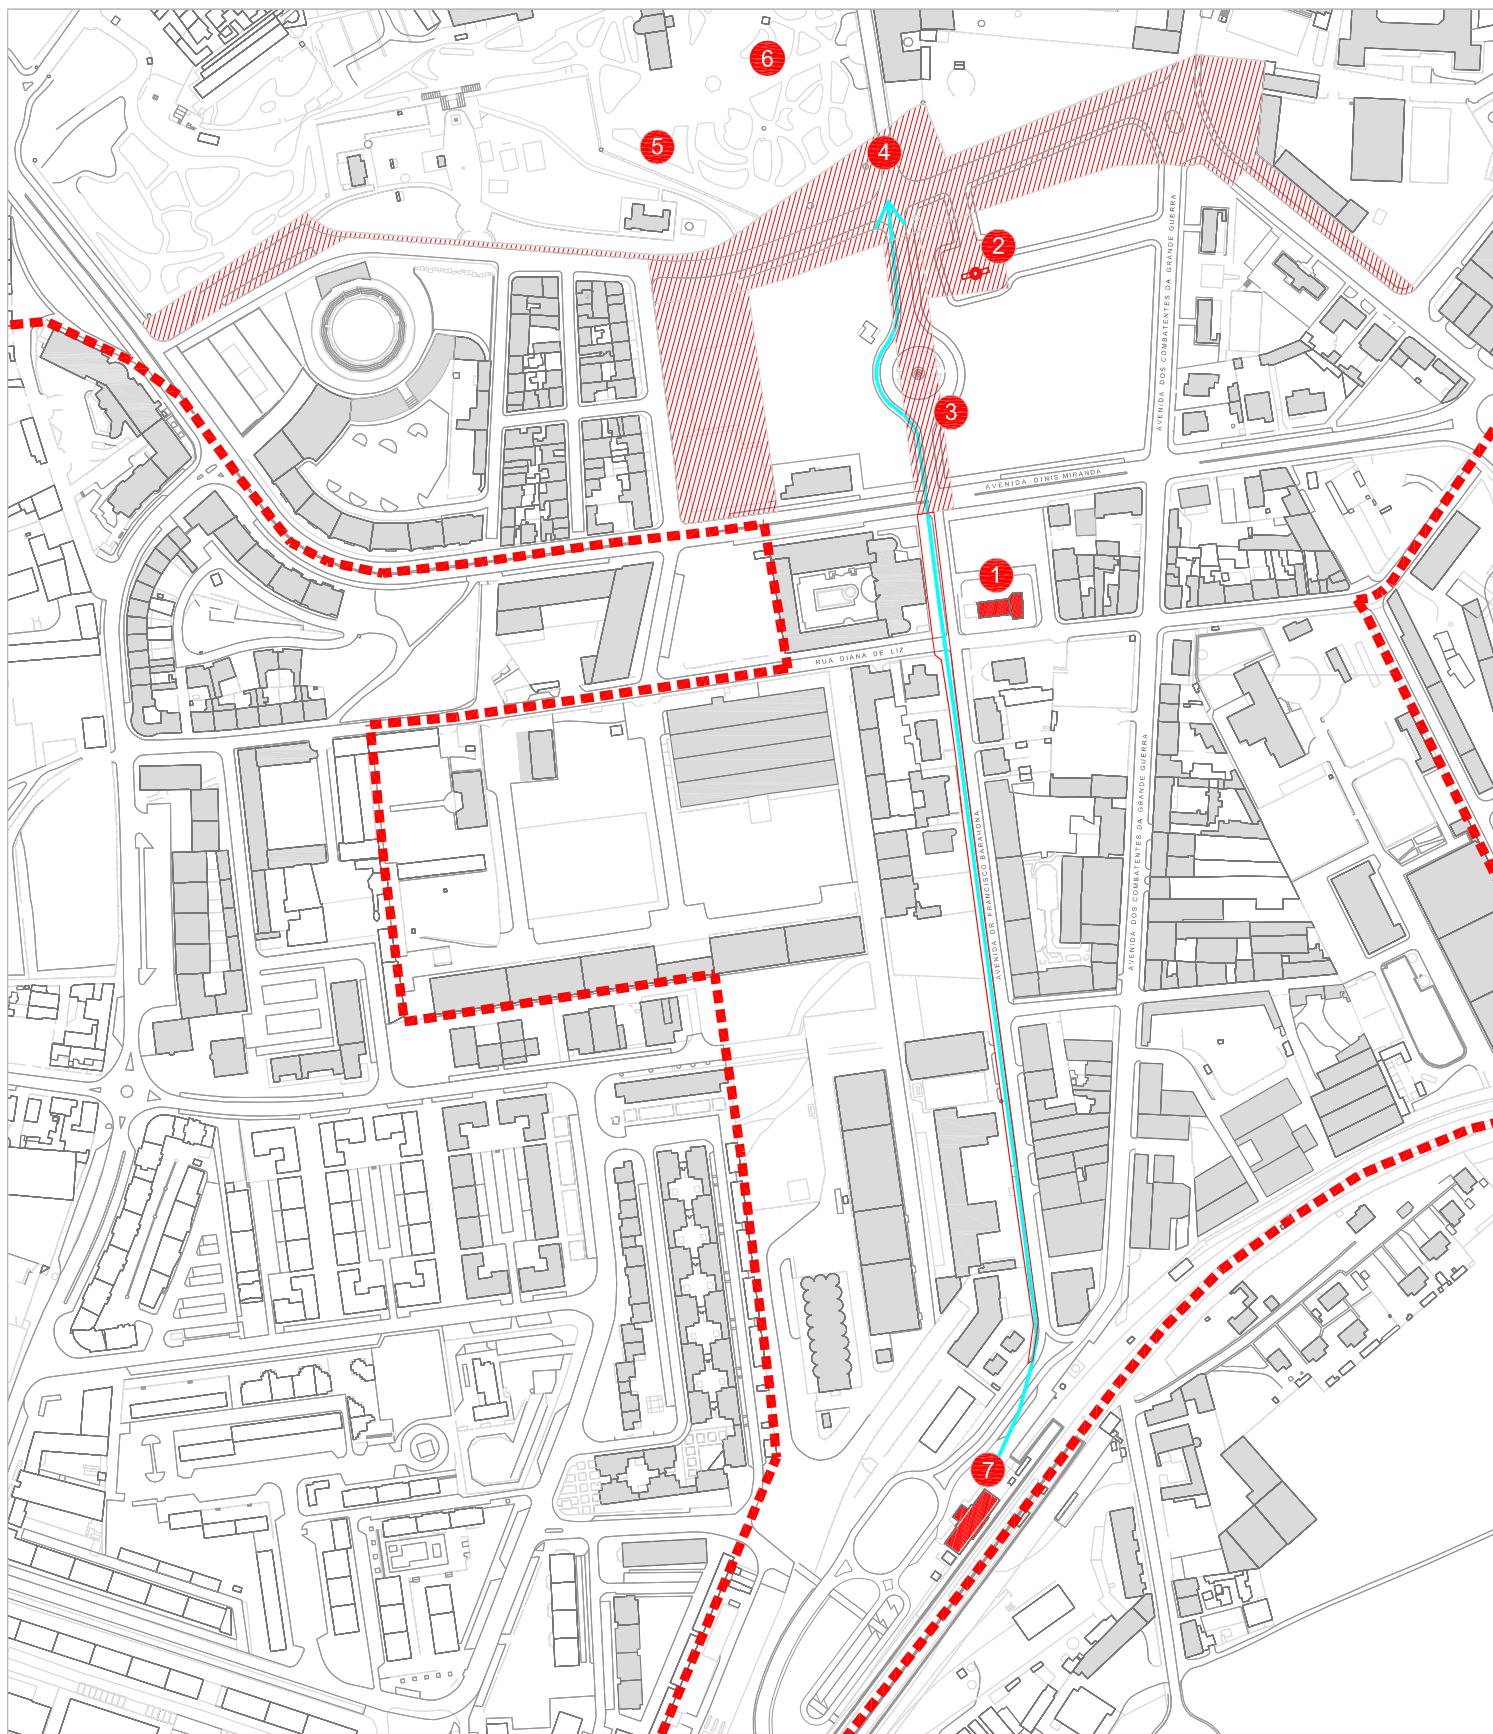 6
5
4
2
3
1
7
AVENIDA DOS COMBATENTES DA GRANDE GUERRA
AVENIDA DINIS MIRANDA
RUA DIANA DE LIZ
AVENIDA DR. FRANCISCO BARAHONA
AVENIDA DOS COMBATENTES DA GRANDE GUERRA